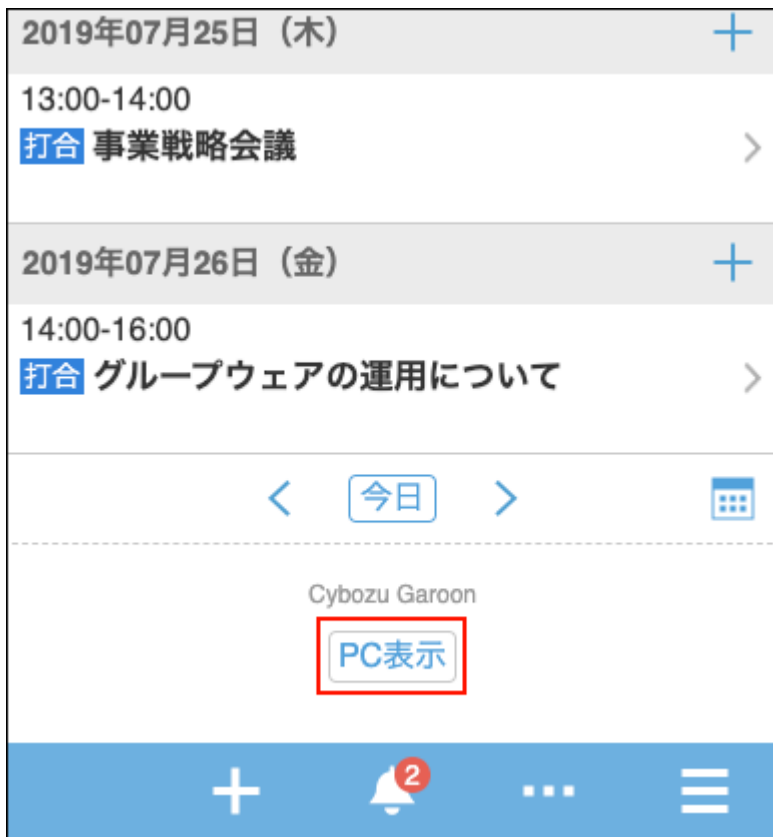 2019年07月25日（木）
13:00-14:00
打合 事業戦略会議
2019年07月26日（金）
14:00-16:00
打合 グループウェアの運用について
今日
Cybozu Garoon
PC表示
2